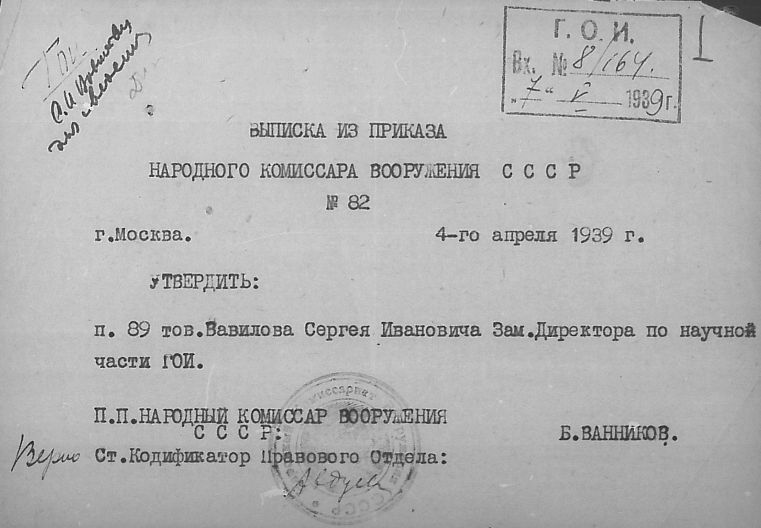 Г.О.И.
Вх. № 8/164.
"7" V 1939 г.
I
ГОИ
ВЫПИСКА ИЗ ПРИКАЗА
НАРОДНОГО КОМИССАРА ВООРУЖЕНИЯ С С С Р
№ 82
г.Москва. 4-го апреля 1939 г.
УТВЕРДИТЬ:
п. 89 тов.Вавилова Сергея Ивановича Зам.Директора по научной
части ГОИ.
П.П.НАРОДНЫЙ КОМИССАР ВООРУЖЕНИЯ
С С С Р: Б.ВАННИКОВ.
Верно Ст.Кодификатор Правового Отдела:
СССР